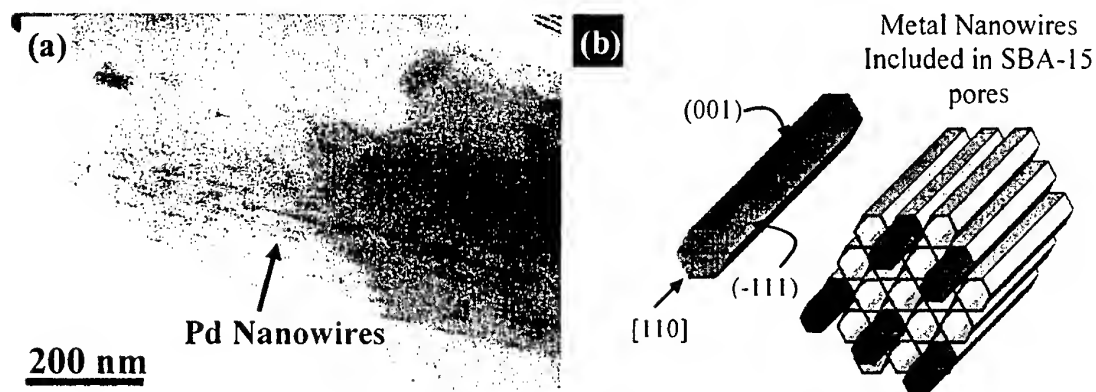 (a)
Pd Nanowires
200 nm
(b)
Metal Nanowires
Included in SBA-15
pores
(001)
(-111)
[110]